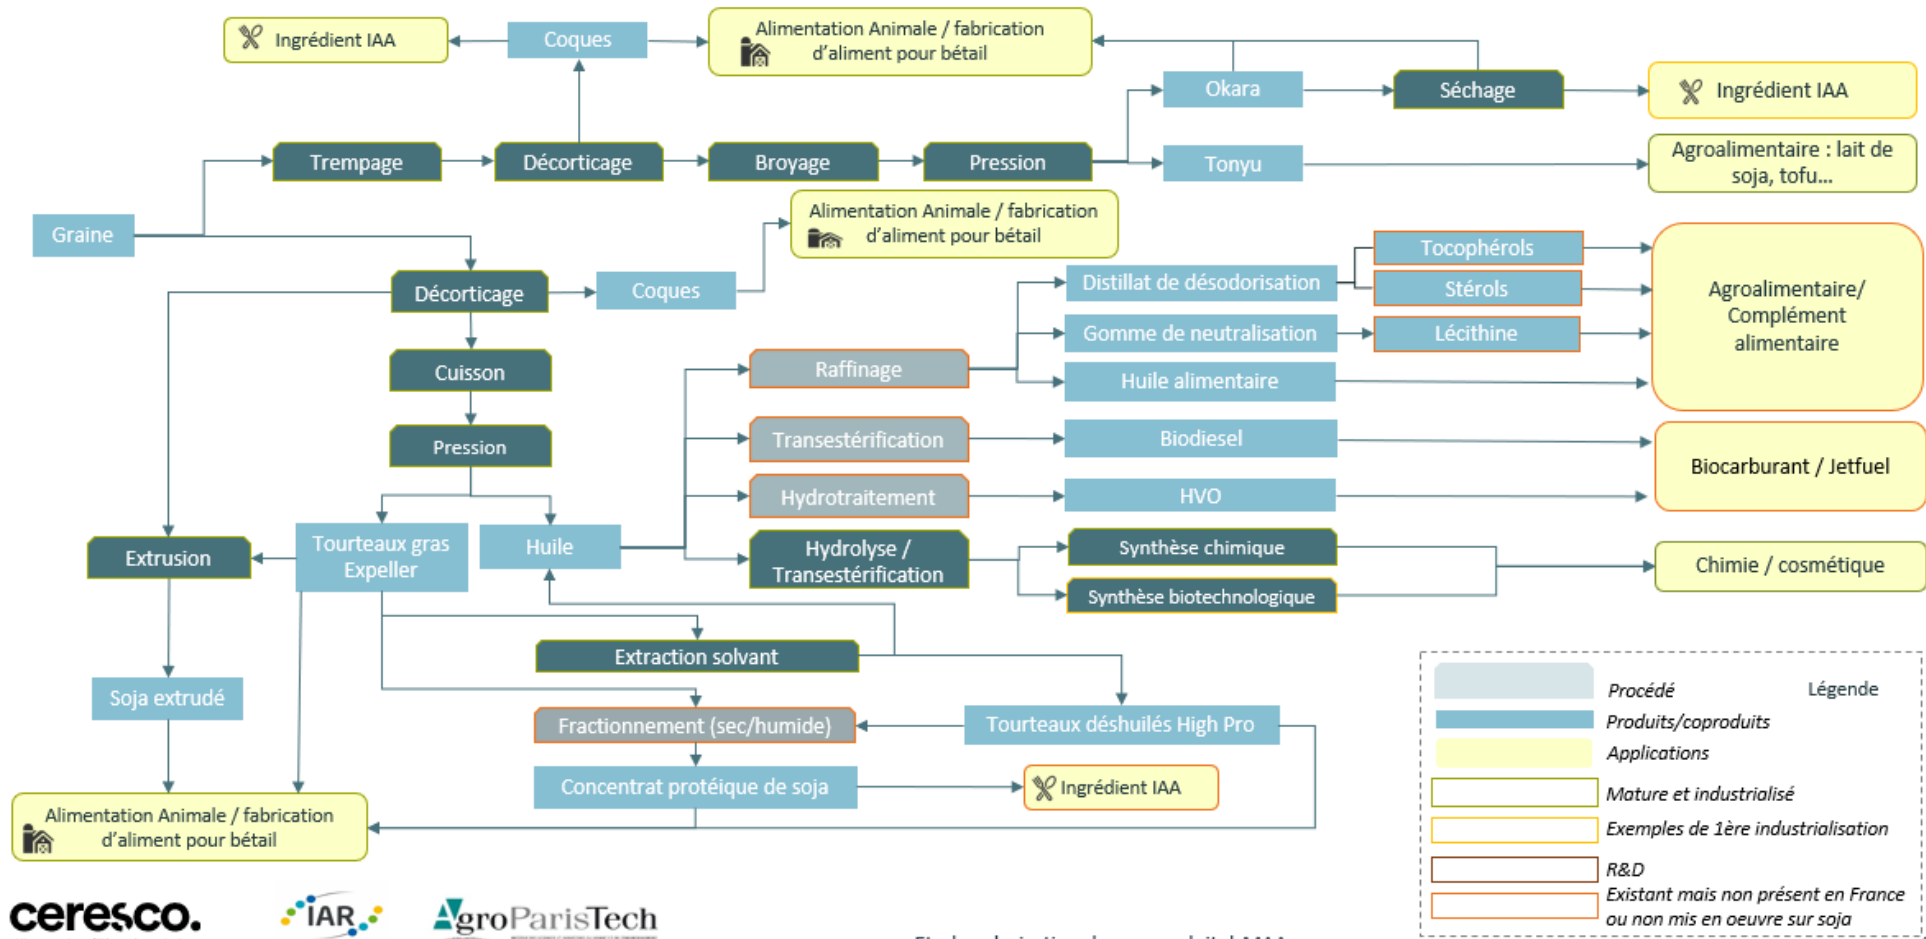 Ingrédient IAA
Coques
Alimentation Animale / fabrication
d'aliment pour bétail
Okara
Séchage
Ingrédient IAA
Trempage
Décorticage
Broyage
Pression
Tonyu
Agroalimentaire : lait de
soja, tofu...
Graine
Alimentation Animale / fabrication
d'aliment pour bétail
Décorticage
Coques
Distillat de désodorisation
Tocophérols
Stérols
Gomme de neutralisation
Lécithine
Huile alimentaire
Agroalimentaire/
Complément
alimentaire
Cuisson
Raffinage
Pression
Transestérification
Biodiesel
Hydrotraitement
HVO
Biocarburant / Jetfuel
Extrusion
Tourteaux gras
Expeller
Huile
Hydrolyse /
Transestérification
Synthèse chimique
Synthèse biotechnologique
Chimie / cosmétique
Extraction solvant
Soja extrudé
Fractionnement (sec/humide)
Tourteaux déshuilés High Pro
Concentrat protéique de soja
Ingrédient IAA
Alimentation Animale / fabrication
d'aliment pour bétail
Légende
Procédé
Produits/coproduits
Applications
Mature et industrialisé
Exemples de 1ère industrialisation
R&D
Existant mais non présent en France
ou non mis en oeuvre sur soja
ceresco.
IAR
AgroParisTech